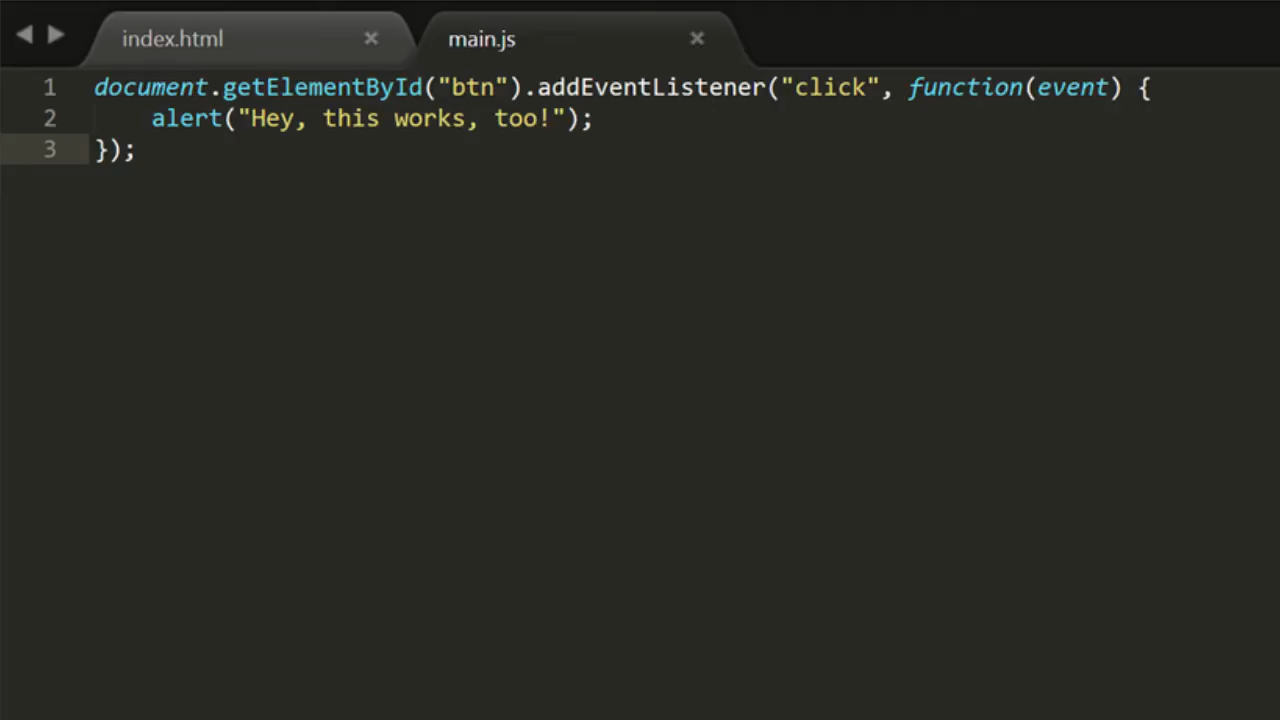 index.html main.js
1 document.getElementById("btn").addEventListener("click", function(event) {
2 alert("Hey, this works, too!");
3 });